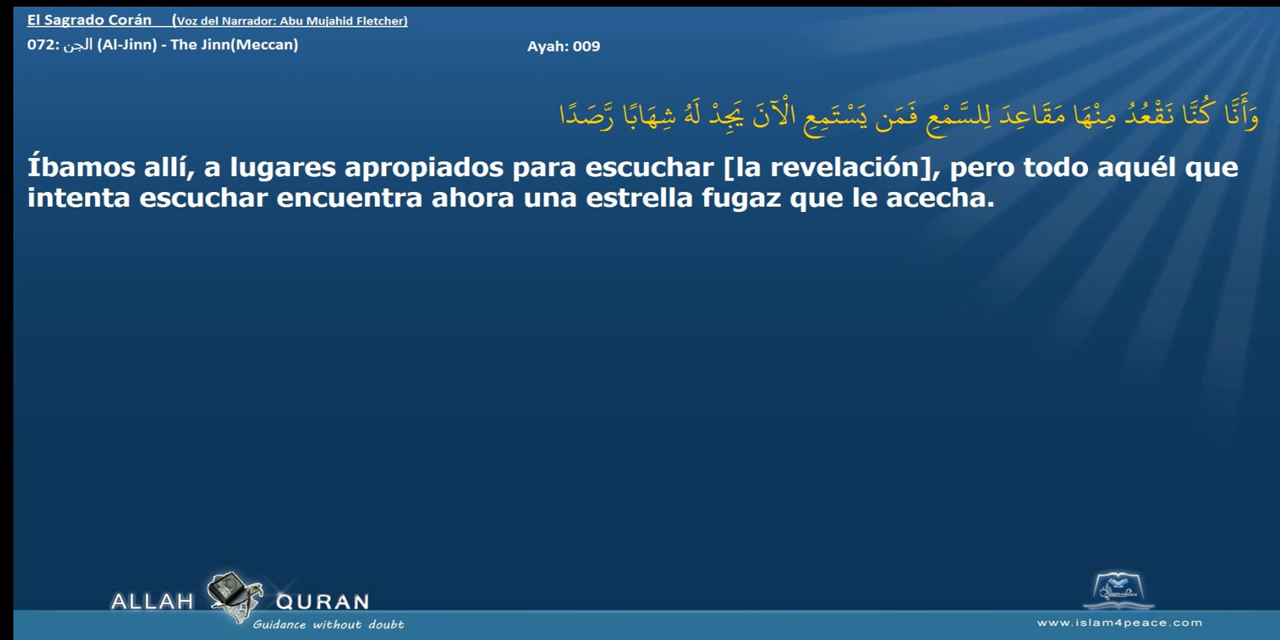 El Sagrado Corán (Voz del Narrador: Abu Mujahid Fletcher)
072: الجن (Al-Jinn) - The Jinn(Meccan) Ayah: 009
وَأَنَّا كُنَّا نَقْعُدُ مِنْهَا مَقَاعِدَ لِلسَّمْعِ فَمَن يَسْتَمِعِ الْآنَ يَجِدْ لَهُ شِهَابًا رَّصَدًا
Íbamos allí, a lugares apropiados para escuchar [la revelación], pero todo aquél que
intenta escuchar encuentra ahora una estrella fugaz que le acecha.
ALLAH QURAN
Guidance without doubt
www.islam4peace.com